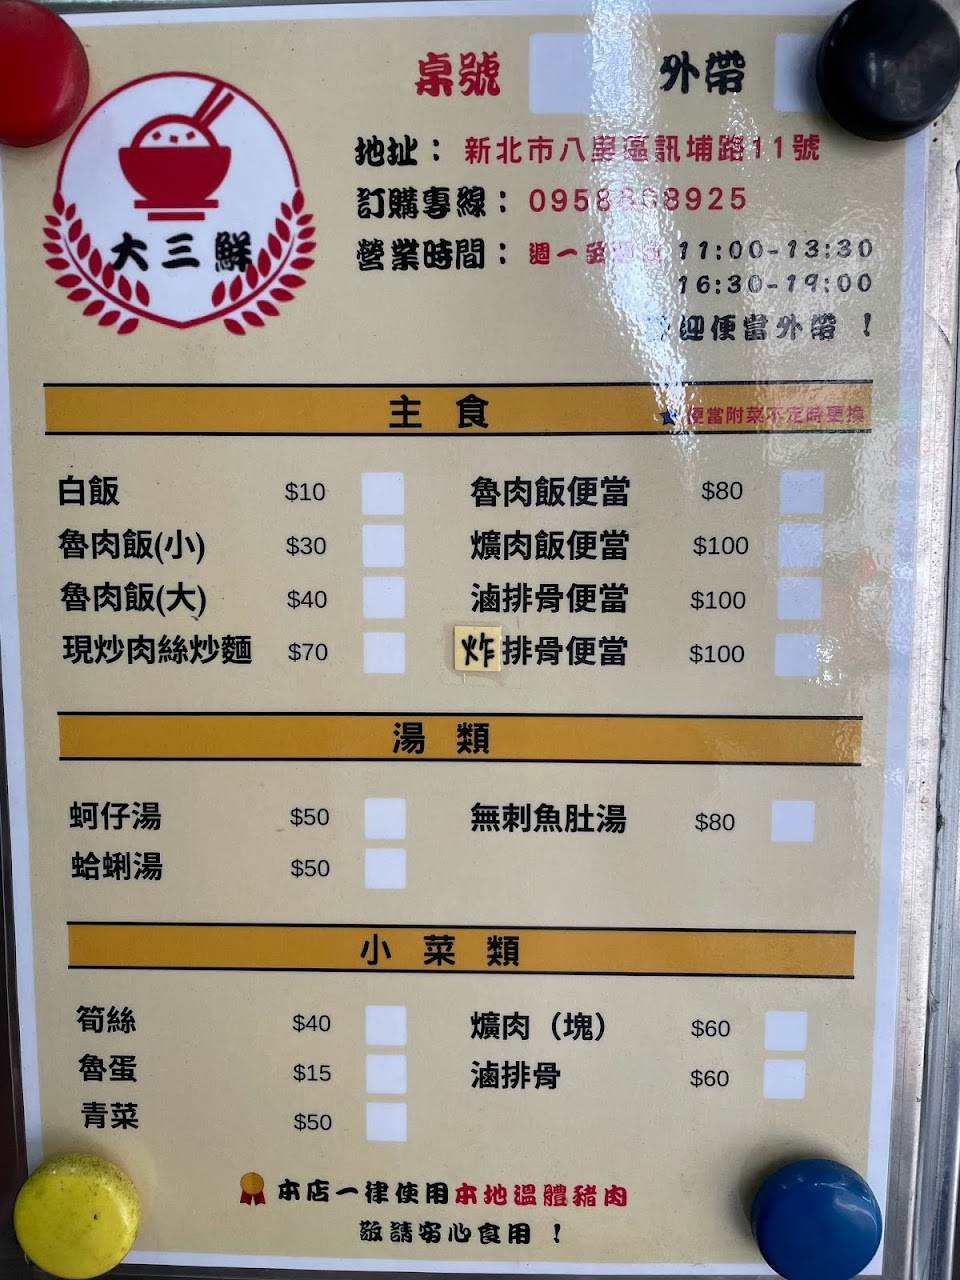 桌號 外帶
大三鮮
地址：新北市八里區訊埔路11號
訂購專線：0958868925
營業時間：週一至 11:00-13:30
16:30-19:00
迎便當外帶！
主食 ★便當附菜不定時更換
白飯 $10 魯肉飯便當 $80
魯肉飯(小) $30 爌肉飯便當 $100
魯肉飯(大) $40 滷排骨便當 $100
現炒肉絲炒麵 $70 炸排骨便當 $100
湯類
蚵仔湯 $50 無刺魚肚湯 $80
蛤蜊湯 $50
小菜類
筍絲 $40 爌肉（塊） $60
魯蛋 $15 滷排骨 $60
青菜 $50
本店一律使用本地溫體豬肉
敬請安心食用！